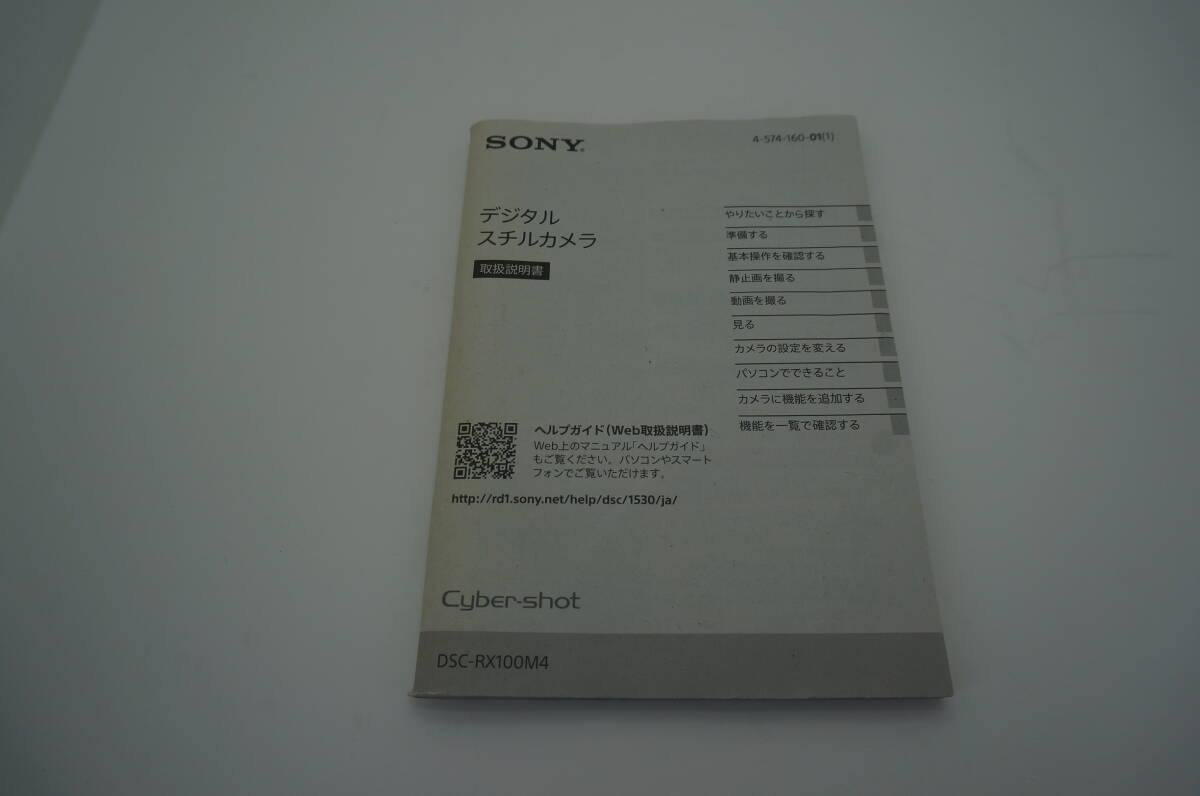 SONY®
4-574-160-01(1)
デジタル
スチルカメラ
取扱説明書
やりたいことから探す
準備する
基本操作を確認する
静止画を撮る
動画を撮る
見る
カメラの設定を変える
パソコンでできること
カメラに機能を追加する
機能を一覧で確認する
ヘルプガイド（Web取扱説明書）
Web上のマニュアル「ヘルプガイド」
もご覧ください。パソコンやスマート
フォンでご覧いただけます。
http://rd1.sony.net/help/dsc/1530/ja/
Cyber-shot
DSC-RX100M4